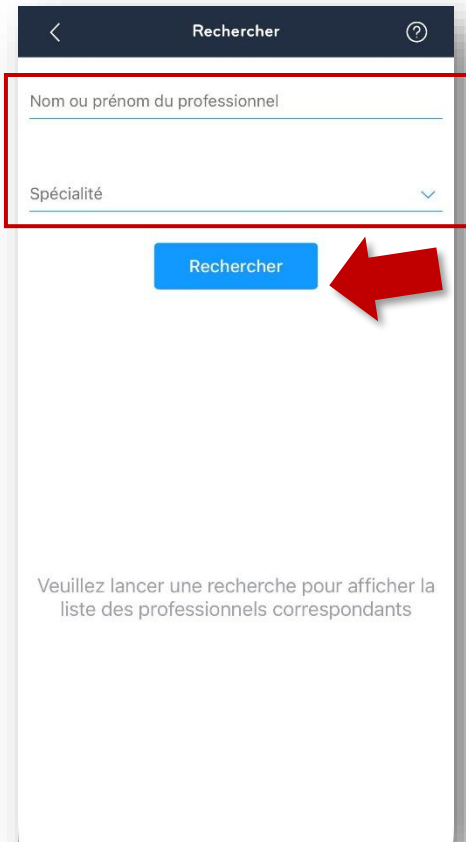 Rechercher
Nom ou prénom du professionnel
Spécialité
Rechercher
Veuillez lancer une recherche pour afficher la
liste des professionnels correspondants